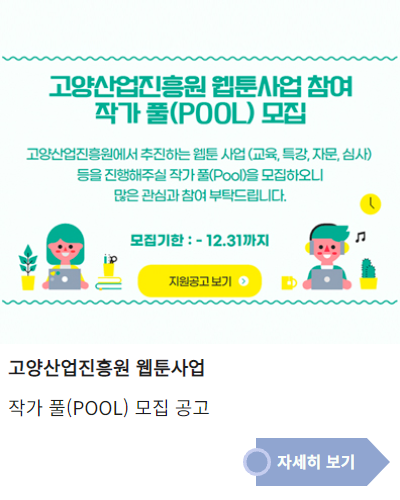 고양산업진흥원 웹툰사업 참여
작가 풀(POOL) 모집
고양산업진흥원에서 추진하는 웹툰 사업 (교육, 특강, 자문, 심사)
등을 진행해주실 작가 풀(Pool)을 모집하오니
많은 관심과 참여 부탁드립니다.
모집기한 : - 12.31까지
지원공고 보기 >
고양산업진흥원 웹툰사업
작가 풀(POOL) 모집 공고
자세히 보기